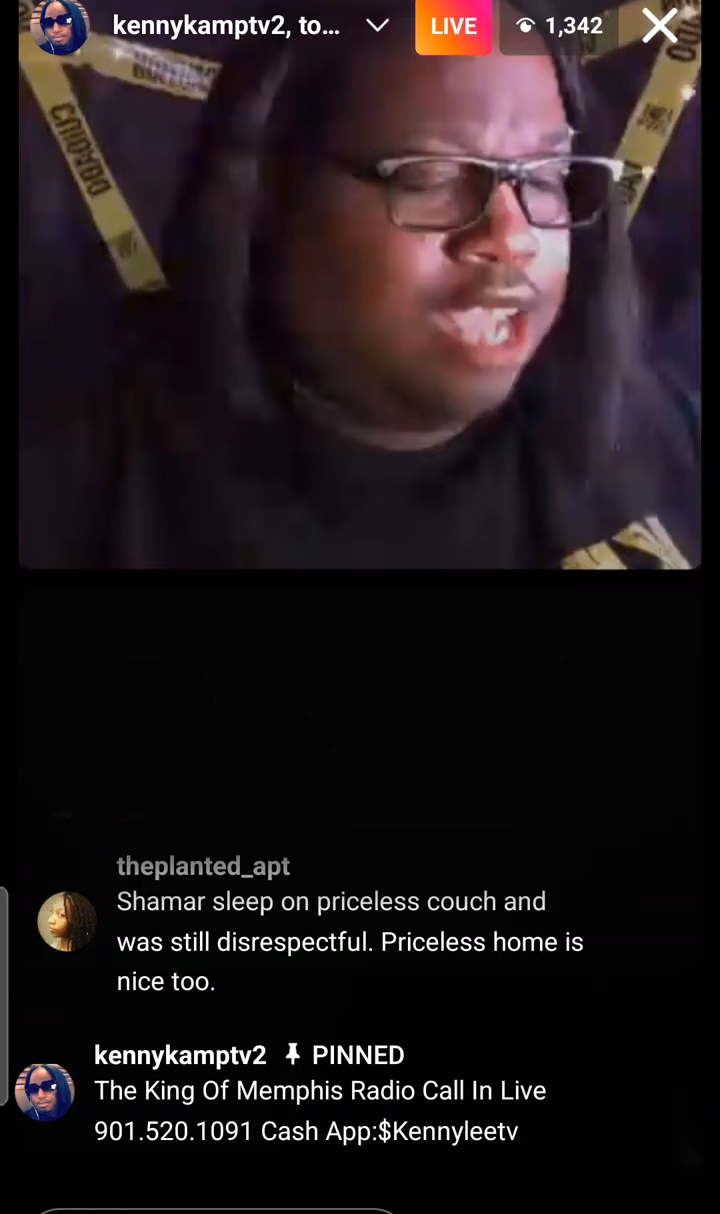 kennykamptv2, to...
LIVE
1,342
CUIDADO
theplanted_apt
Shamar sleep on priceless couch and
was still disrespectful. Priceless home is
nice too.
kennykamptv2 PINNED
The King Of Memphis Radio Call In Live
901.520.1091 Cash App:$Kennyleetv